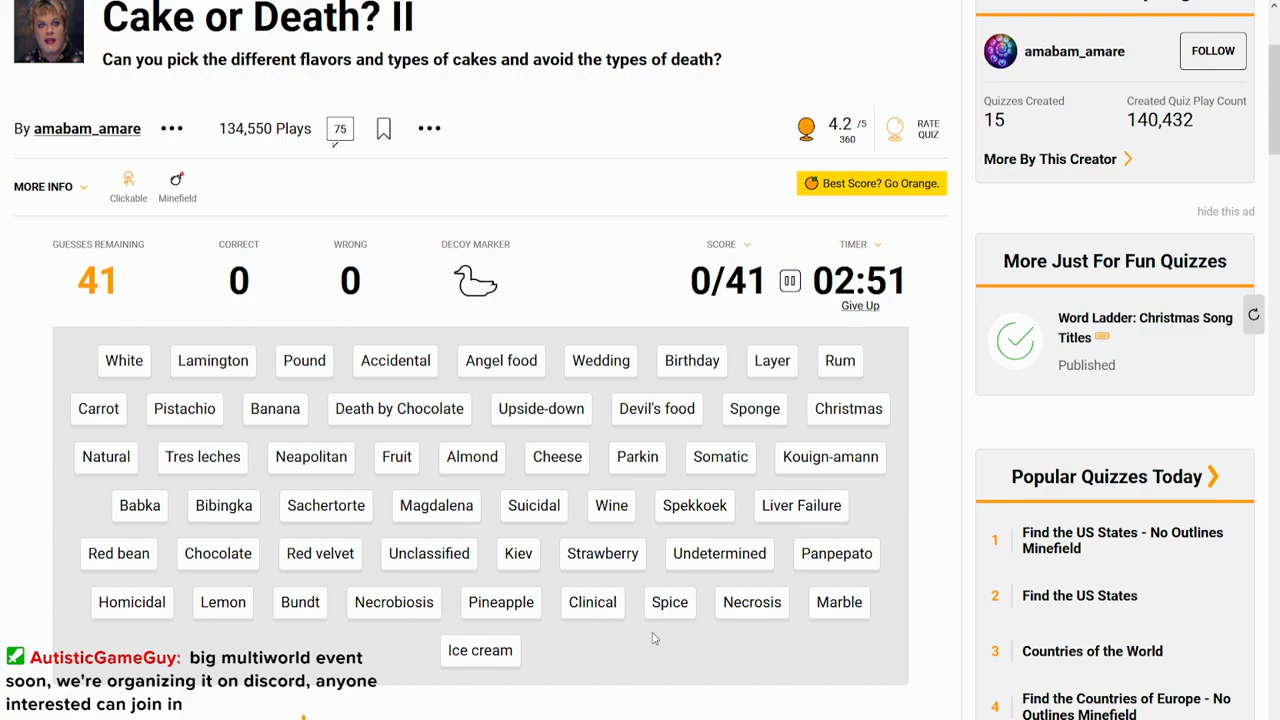 Cake or Death? II
Can you pick the different flavors and types of cakes and avoid the types of death?
By amabam_amare ••• 134,550 Plays 75 •••
4.2 /5
360
RATE
QUIZ
MORE INFO
Clickable
Minefield
Best Score? Go Orange.
GUESSES REMAINING
41
CORRECT
0
WRONG
0
DECOY MARKER
SCORE
0/41
TIMER
02:51
Give Up
White Lamington Pound Accidental Angel food Wedding Birthday Layer Rum
Carrot Pistachio Banana Death by Chocolate Upside-down Devil's food Sponge Christmas
Natural Tres leches Neapolitan Fruit Almond Cheese Parkin Somatic Kouign-amann
Babka Bibingka Sachertorte Magdalena Suicidal Wine Spekkoek Liver Failure
Red bean Chocolate Red velvet Unclassified Kiev Strawberry Undetermined Panpepato
Homicidal Lemon Bundt Necrobiosis Pineapple Clinical Spice Necrosis Marble
Ice cream
AutisticGameGuy: big multiworld event
soon, we're organizing it on discord, anyone
interested can join in
amabam_amare
FOLLOW
Quizzes Created
15
Created Quiz Play Count
140,432
More By This Creator
hide this ad
More Just For Fun Quizzes
Word Ladder: Christmas Song
Titles
Published
Popular Quizzes Today
1 Find the US States - No Outlines
Minefield
2 Find the US States
3 Countries of the World
4 Find the Countries of Europe - No
Outlines Minefield